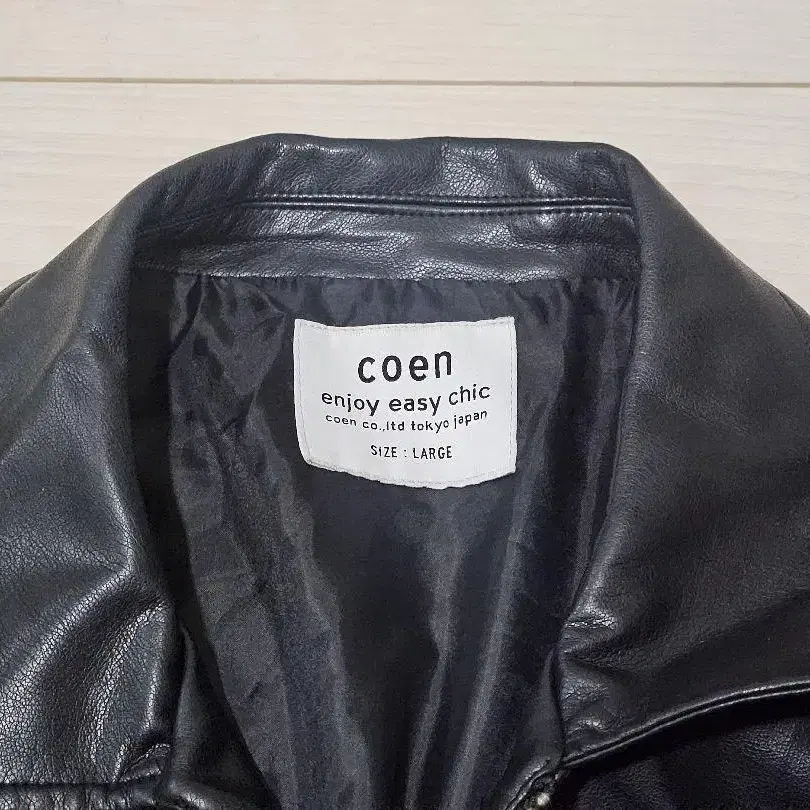 coen
enjoy easy chic
coen co.,ltd tokyo japan
SIZE : LARGE